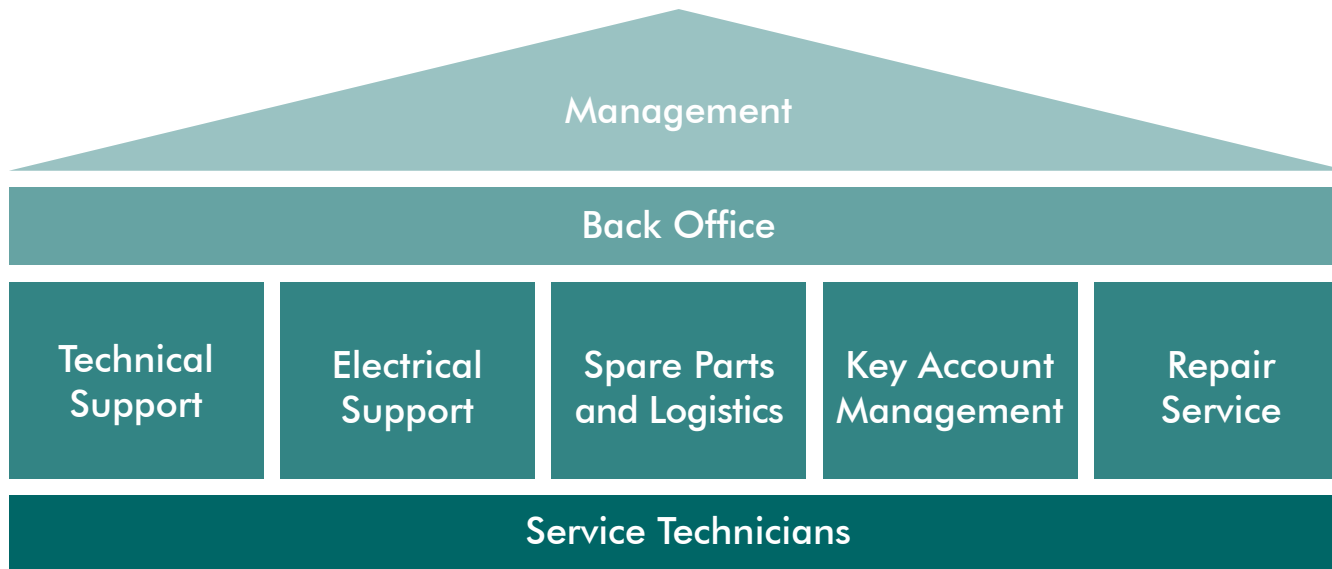 Management
Back Office
Technical
Support
Electrical
Support
Spare Parts
and Logistics
Key Account
Management
Repair
Service
Service Technicians